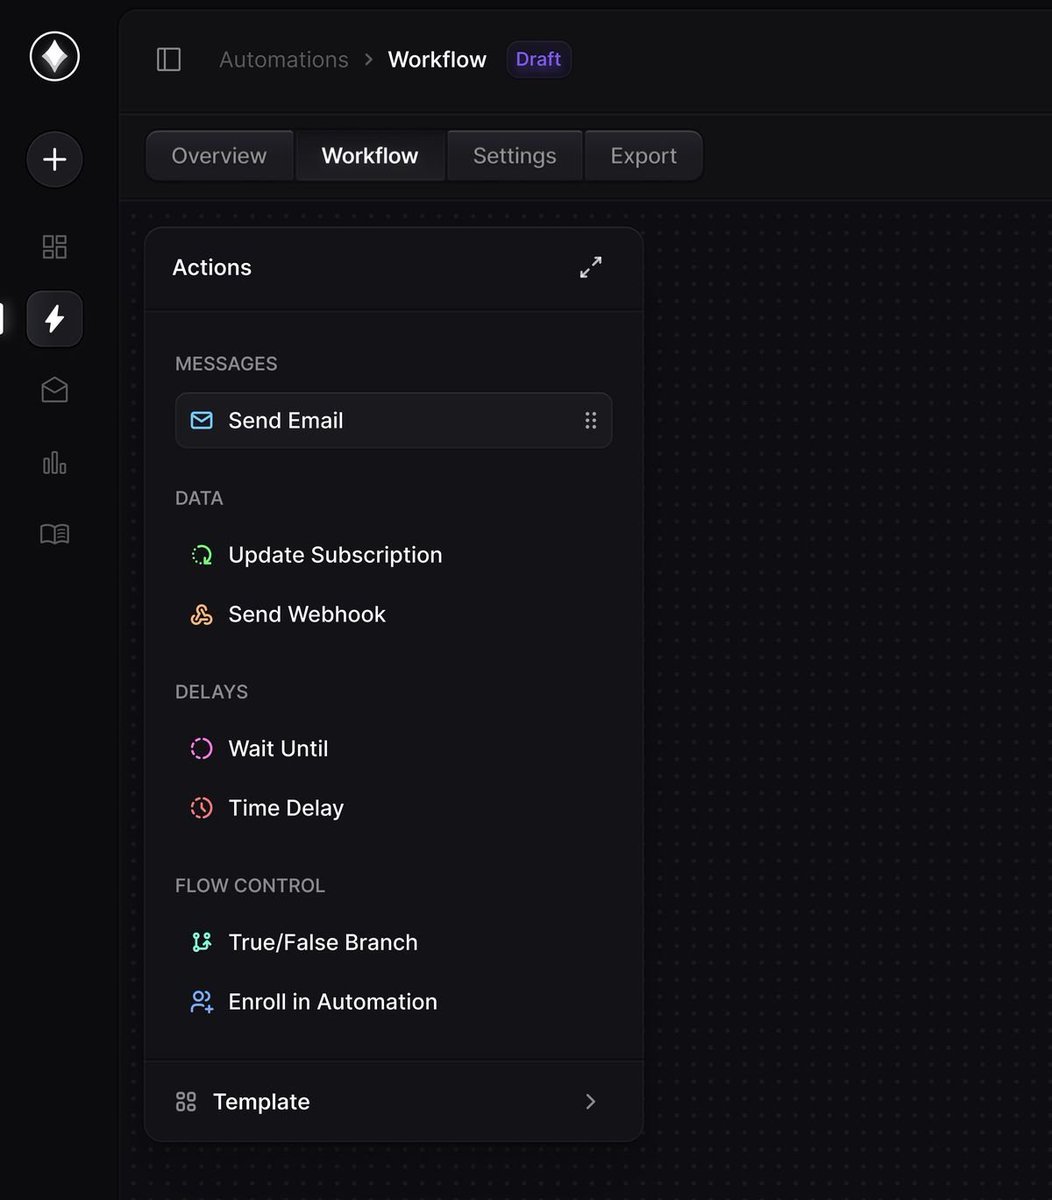 Automations > Workflow Draft
Overview Workflow Settings Export
Actions
MESSAGES
Send Email
DATA
Update Subscription
Send Webhook
DELAYS
Wait Until
Time Delay
FLOW CONTROL
True/False Branch
Enroll in Automation
Template